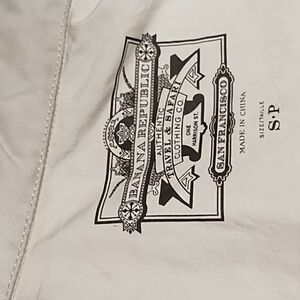 BANANA REPUBLIC
AUTHENTIC
TRAVEL & SAFARI
CLOTHING CO.
ONE
HARRISON ST.
SAN FRANCISCO
MADE IN CHINA
SIZE/TAILLE
S·P